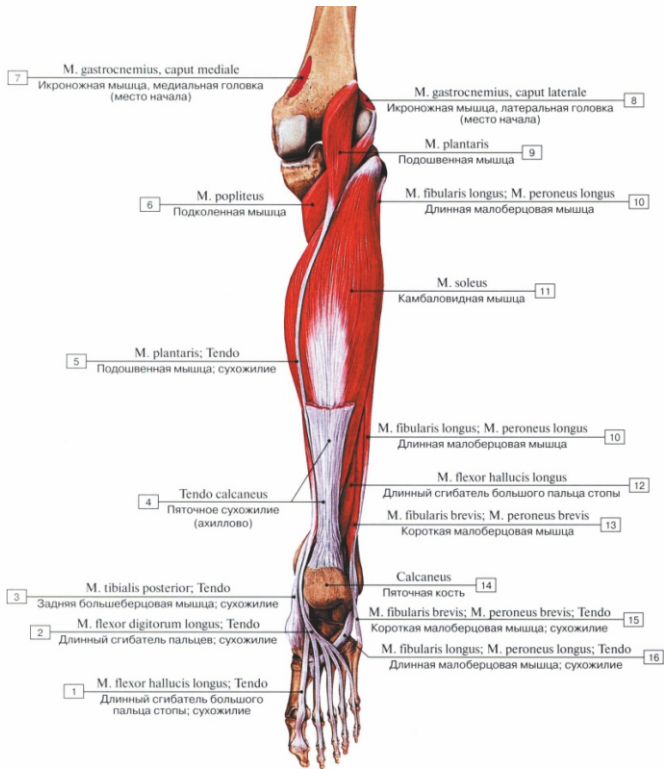 7
M. gastrocnemius, caput mediale
Икроножная мышца, медиальная головка
(место начала)
M. gastrocnemius, caput laterale
8
Икроножная мышца, латеральная головка
(место начала)
M. plantaris
9
Подошвенная мышца
M. popliteus
6
Подколенная мышца
M. fibularis longus; M. peroneus longus
10
Длинная малоберцовая мышца
M. soleus
11
Камбаловидная мышца
M. plantaris; Tendo
5
Подошвенная мышца; сухожилие
M. fibularis longus; M. peroneus longus
10
Длинная малоберцовая мышца
M. flexor hallucis longus
12
Длинный сгибатель большого пальца стопы
Tendo calcaneus
4
Пяточное сухожилие
(ахиллово)
M. fibularis brevis; M. peroneus brevis
13
Короткая малоберцовая мышца
Calcaneus
14
Пяточная кость
M. tibialis posterior; Tendo
3
Задняя большеберцовая мышца; сухожилие
M. fibularis brevis; M. peroneus brevis; Tendo
15
Короткая малоберцовая мышца; сухожилие
M. flexor digitorum longus; Tendo
2
Длинный сгибатель пальцев; сухожилие
M. fibularis longus; M. peroneus longus; Tendo
16
Длинная малоберцовая мышца; сухожилие
M. flexor hallucis longus; Tendo
1
Длинный сгибатель большого
пальца стопы; сухожилие